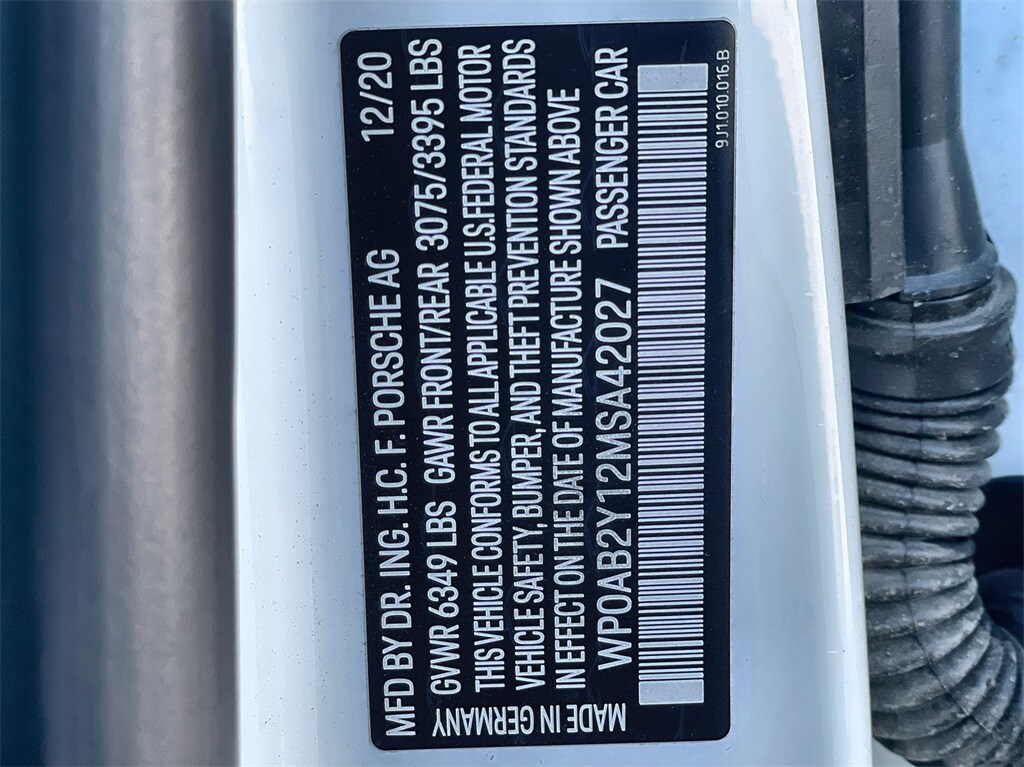 MFD BY DR. ING. H.C. F. PORSCHE AG 12/20
GVWR 6349 LBS GAWR FRONT/REAR 3075/3395 LBS
THIS VEHICLE CONFORMS TO ALL APPLICABLE U.S. FEDERAL MOTOR
VEHICLE SAFETY, BUMPER, AND THEFT PREVENTION STANDARDS
IN EFFECT ON THE DATE OF MANUFACTURE SHOWN ABOVE
WP0AB2Y12MSA42027 PASSENGER CAR
MADE IN GERMANY
9J1.010.016.B